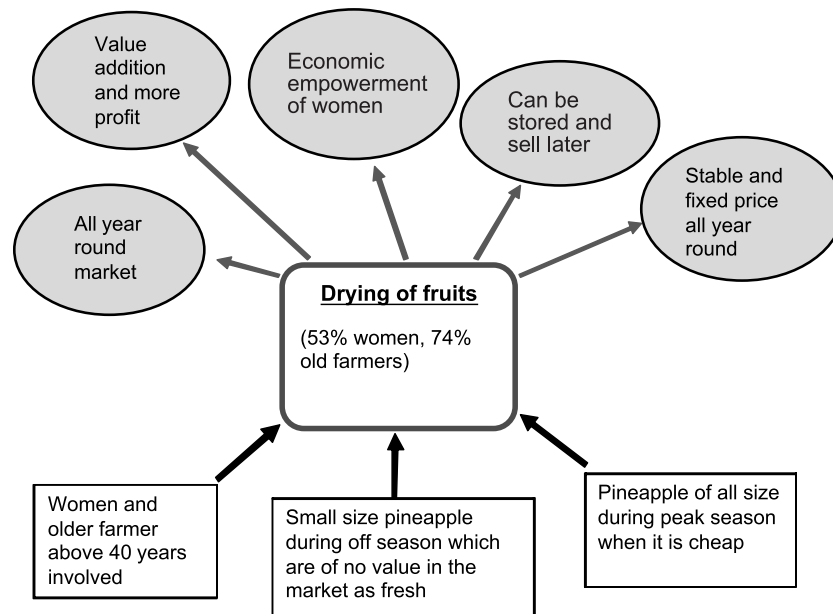 Value
addition
and more
profit
Economic
empowerment
of women
Can be
stored and
sell later
Stable and
fixed price
all year
round
All year
round
market
Drying of fruits
(53% women, 74%
old farmers)
Women and
older farmer
above 40 years
involved
Small size pineapple
during off season which
are of no value in the
market as fresh
Pineapple of all size
during peak season
when it is cheap